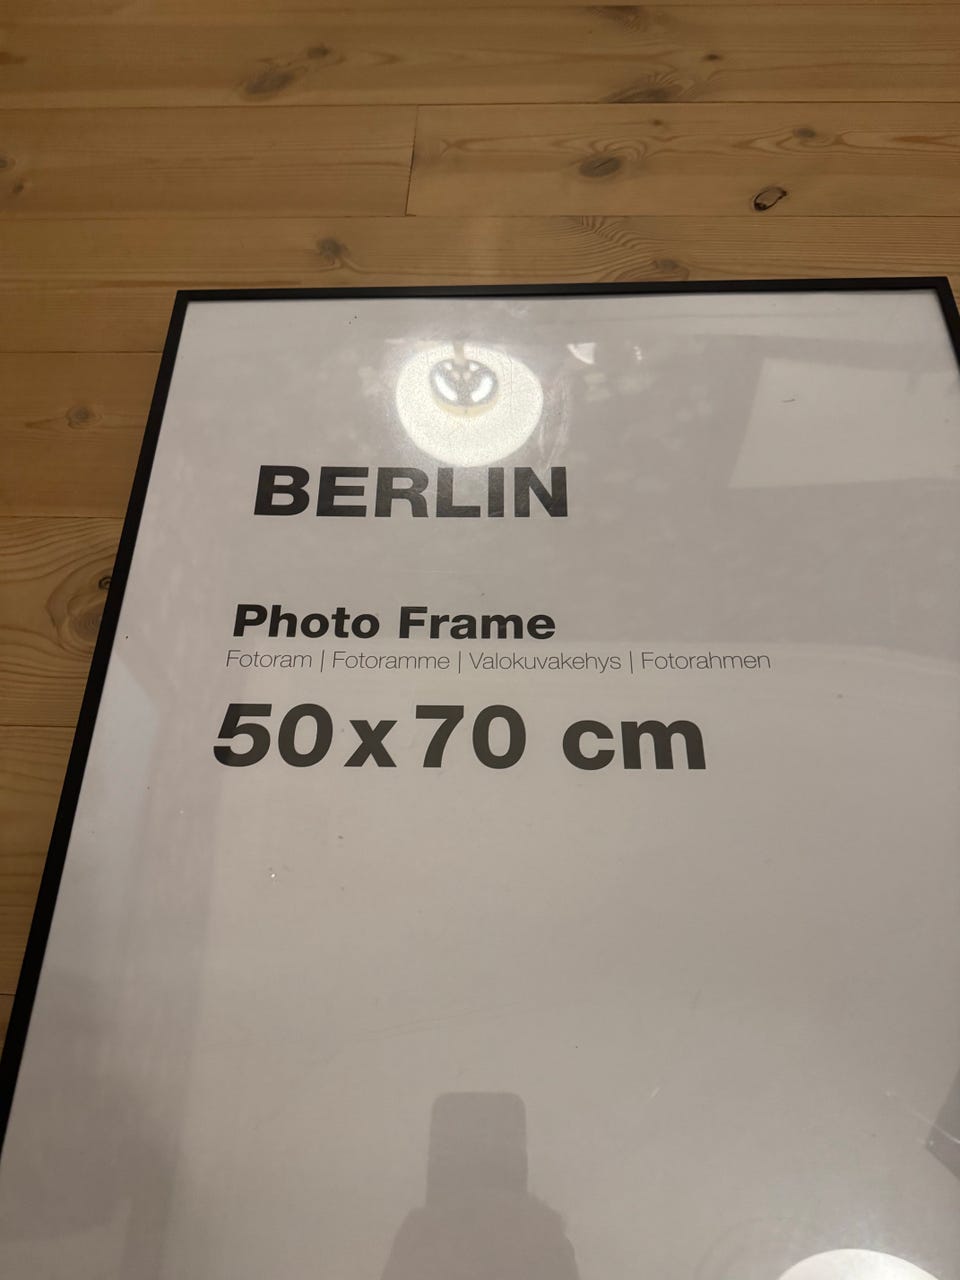 BERLIN
Photo Frame
Fotoram | Fotoramme | Valokuvakehys | Fotorahmen
50x70 cm